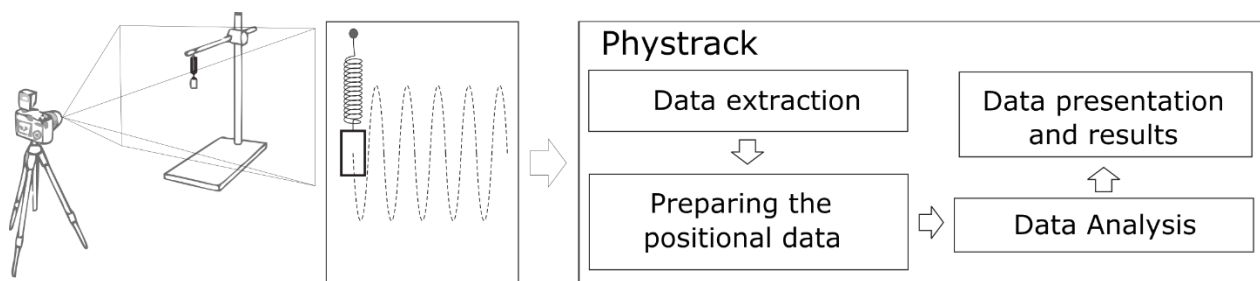 Phystrack
Data extraction
Preparing the
positional data
Data Analysis
Data presentation
and results